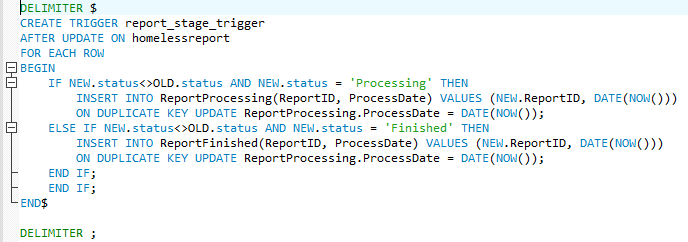 DELIMITER $
CREATE TRIGGER report_stage_trigger
AFTER UPDATE ON homelessreport
FOR EACH ROW
BEGIN
    IF NEW.status<>OLD.status AND NEW.status = 'Processing' THEN
        INSERT INTO ReportProcessing(ReportID, ProcessDate) VALUES (NEW.ReportID, DATE(NOW()))
        ON DUPLICATE KEY UPDATE ReportProcessing.ProcessDate = DATE(NOW());
    ELSE IF NEW.status<>OLD.status AND NEW.status = 'Finished' THEN
        INSERT INTO ReportFinished(ReportID, ProcessDate) VALUES (NEW.ReportID, DATE(NOW()))
        ON DUPLICATE KEY UPDATE ReportProcessing.ProcessDate = DATE(NOW());
    END IF;
    END IF;
END$
DELIMITER ;